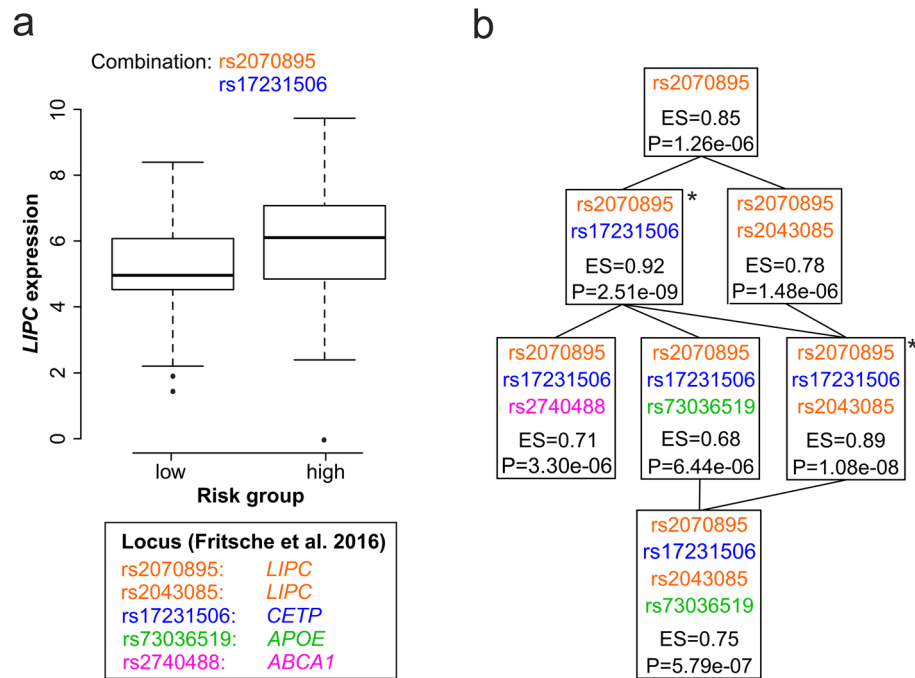 a
Combination: rs2070895
rs17231506
10
8
6
4
2
0
LIPC expression
low
high
Risk group
Locus (Fritsche et al. 2016)
rs2070895: LIPC
rs2043085: LIPC
rs17231506: CETP
rs73036519: APOE
rs2740488: ABCA1
b
rs2070895
ES=0.85
P=1.26e-06
rs2070895 *
rs17231506
ES=0.92
P=2.51e-09
rs2070895
rs2043085
ES=0.78
P=1.48e-06
rs2070895
rs17231506
rs2740488
ES=0.71
P=3.30e-06
rs2070895
rs17231506
rs73036519
ES=0.68
P=6.44e-06
rs2070895 *
rs17231506
rs2043085
ES=0.89
P=1.08e-08
rs2070895
rs17231506
rs2043085
rs73036519
ES=0.75
P=5.79e-07